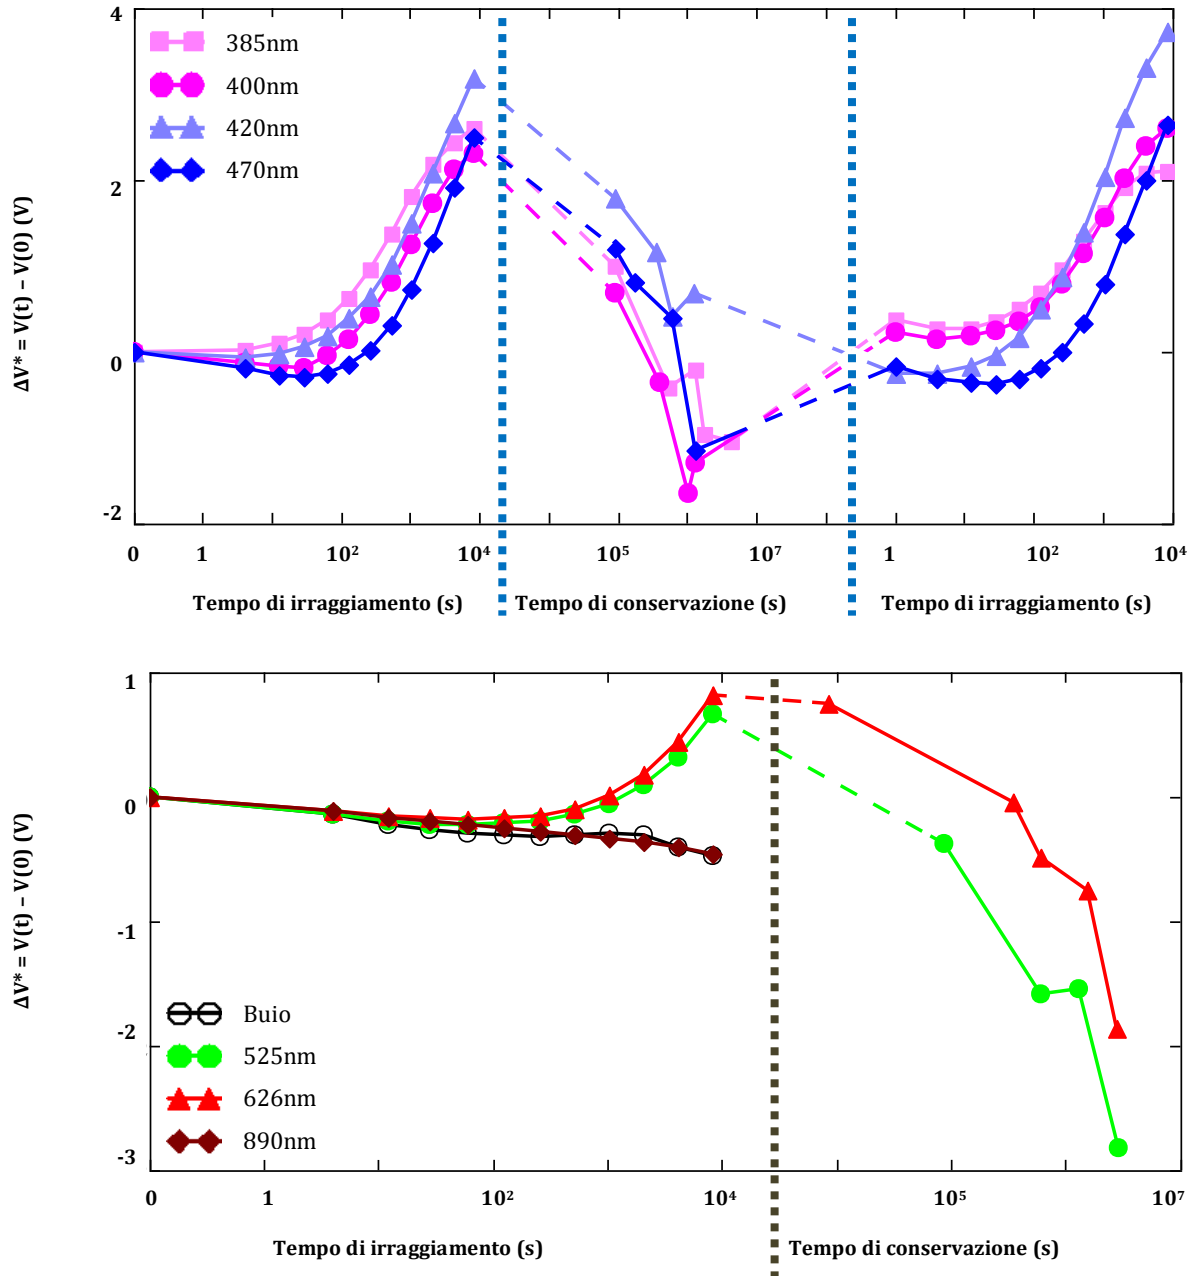 4
385nm
400nm
420nm
470nm
2
0
-2
ΔV* = V(t) – V(0) (V)
0 1 10² 10⁴ 10⁵ 10⁶ 10⁷ 1 10² 10⁴
Tempo di irraggiamento (s) Tempo di conservazione (s) Tempo di irraggiamento (s)
1
0
-1
-2
-3
ΔV* = V(t) – V(0) (V)
Buio
525nm
626nm
890nm
0 1 10² 10⁴ 10⁵ 10⁷
Tempo di irraggiamento (s) Tempo di conservazione (s)